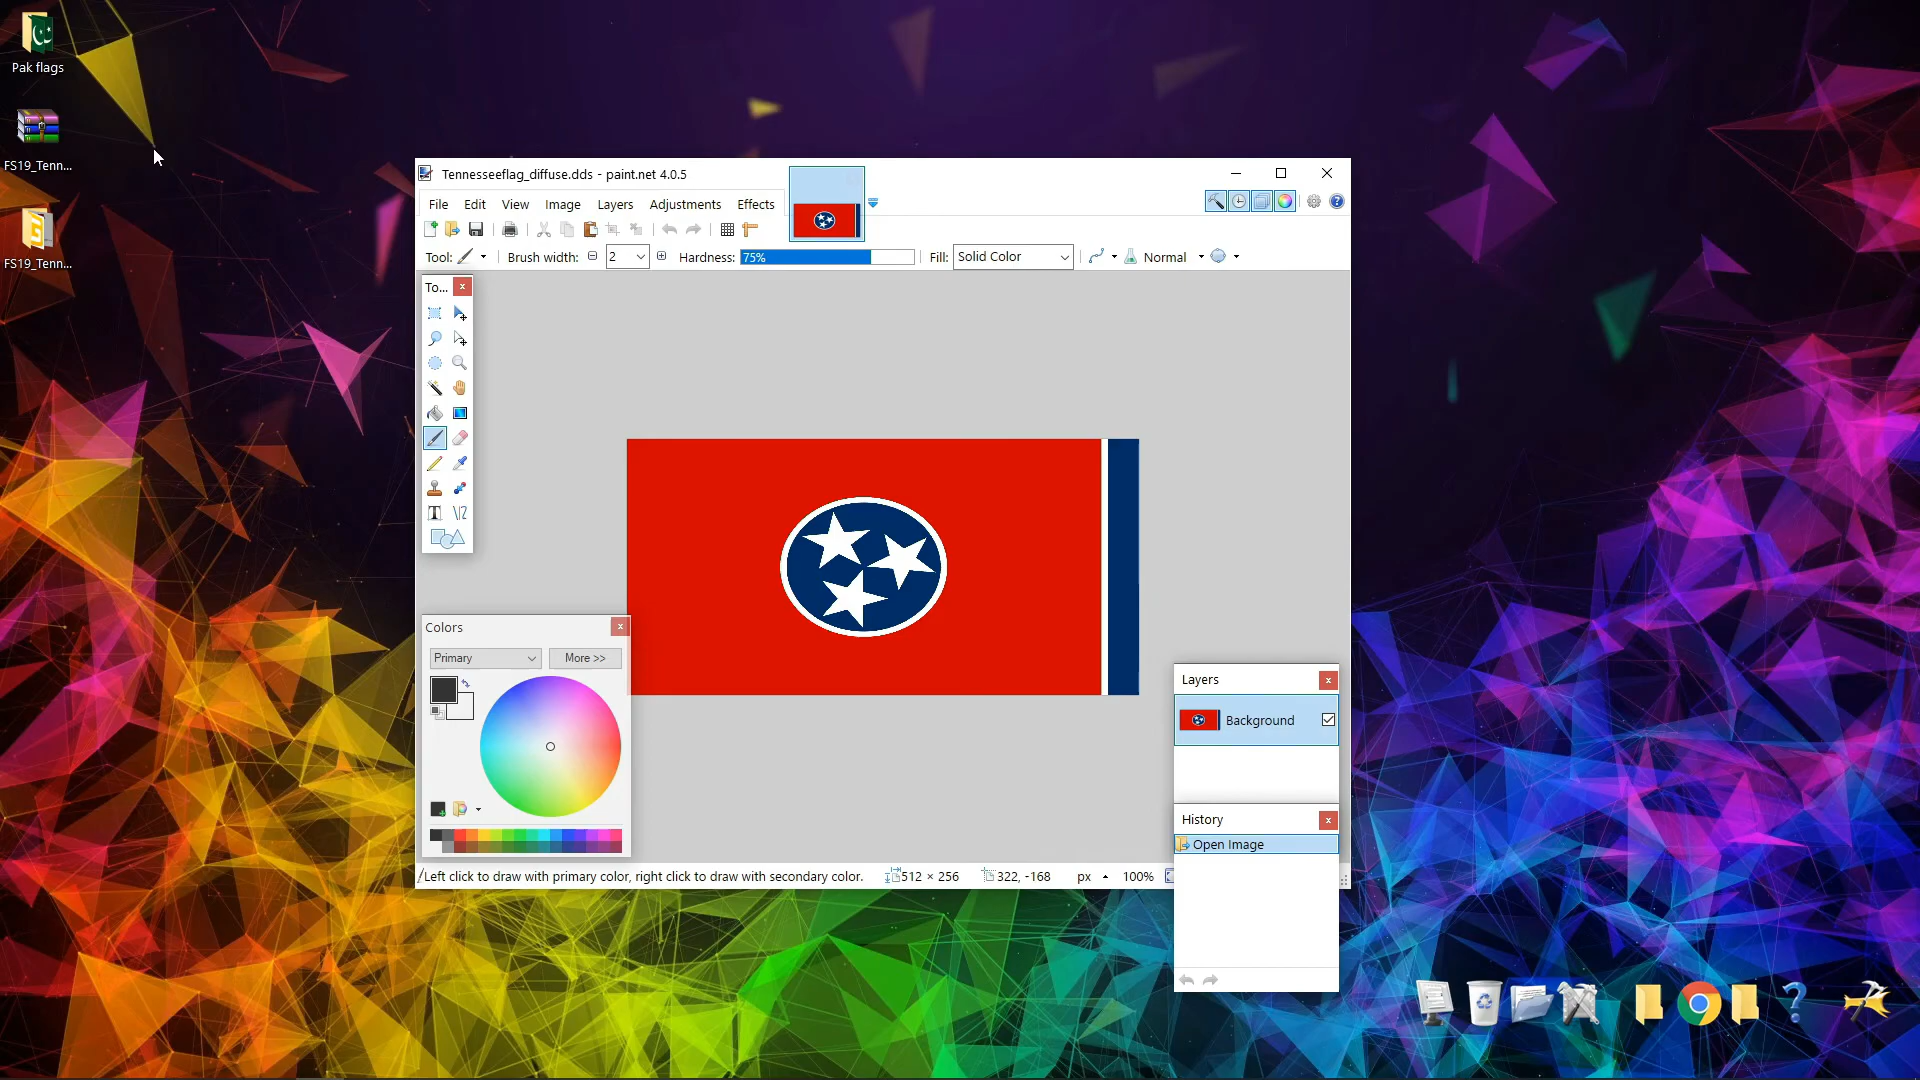 Pak flags
FS19_Tenn...
FS19_Tenn...
Tennesseeflag_diffuse.dds - paint.net 4.0.5
File Edit View Image Layers Adjustments Effects
Tool: Brush width: 2 Hardness: 75% Fill: Solid Color Normal
To...
Colors
Primary More >>
Layers
Background
History
Open Image
Left click to draw with primary color, right click to draw with secondary color. 512 × 256 322, -168 px 100%